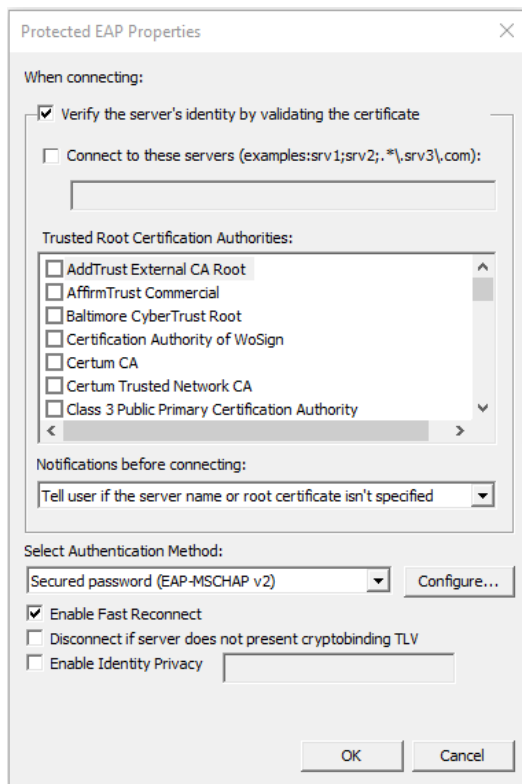 Protected EAP Properties
When connecting:
Verify the server's identity by validating the certificate
Connect to these servers (examples:srv1;srv2;.*\.srv3\.com):
Trusted Root Certification Authorities:
AddTrust External CA Root
AffirmTrust Commercial
Baltimore CyberTrust Root
Certification Authority of WoSign
Certum CA
Certum Trusted Network CA
Class 3 Public Primary Certification Authority
Notifications before connecting:
Tell user if the server name or root certificate isn't specified
Select Authentication Method:
Secured password (EAP-MSCHAP v2) Configure...
Enable Fast Reconnect
Disconnect if server does not present cryptobinding TLV
Enable Identity Privacy
OK Cancel